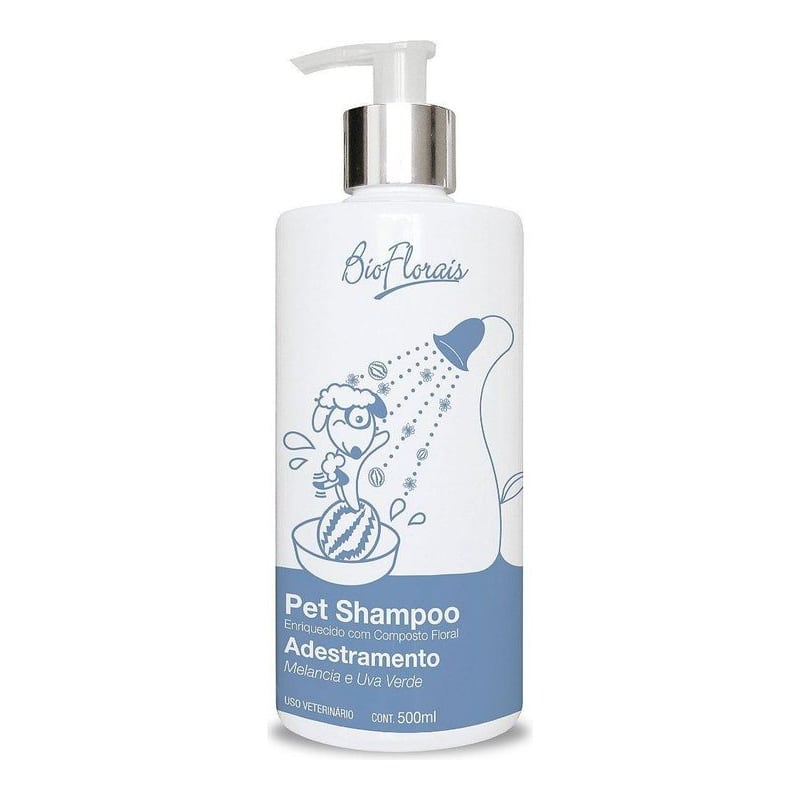 BioFlorais
Pet Shampoo
Enriquecido com Composto Floral
Adestramento
Melancia e Uva Verde
USO VETERINÁRIO CONT. 500ml